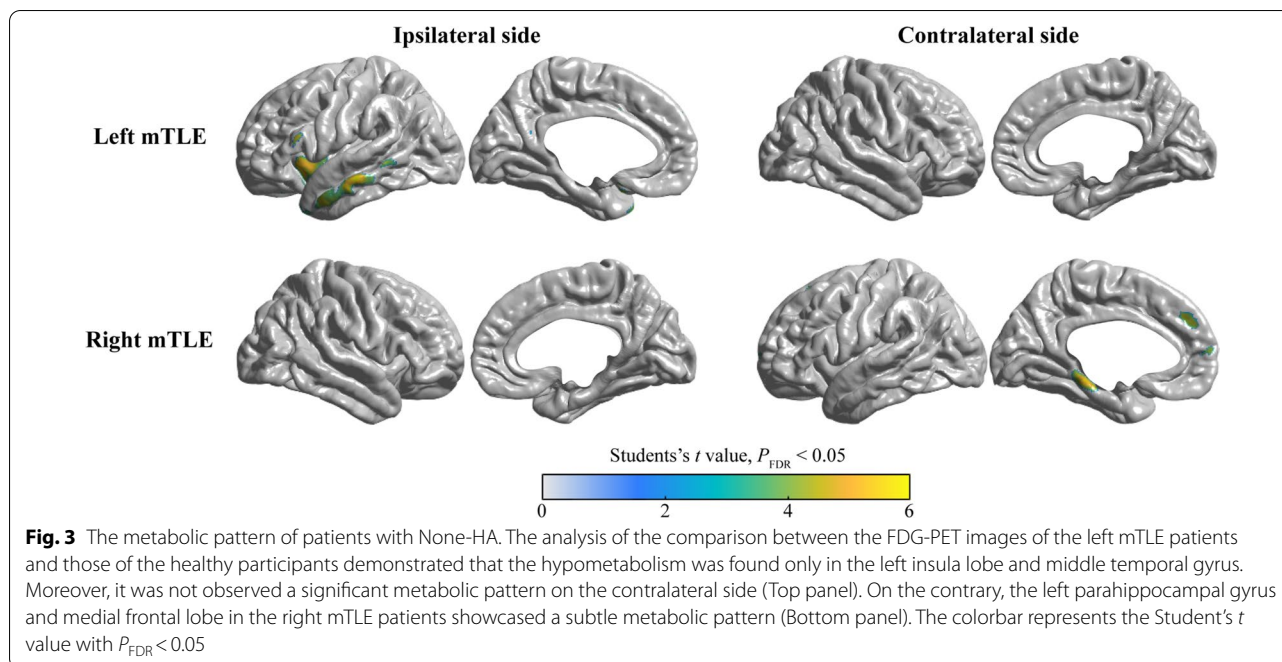 Ipsilateral side
Contralateral side
Left mTLE
Right mTLE
Students's t value, P_FDR < 0.05
0
2
4
6
Fig. 3 The metabolic pattern of patients with None-HA. The analysis of the comparison between the FDG-PET images of the left mTLE patients
and those of the healthy participants demonstrated that the hypometabolism was found only in the left insula lobe and middle temporal gyrus.
Moreover, it was not observed a significant metabolic pattern on the contralateral side (Top panel). On the contrary, the left parahippocampal gyrus
and medial frontal lobe in the right mTLE patients showcased a subtle metabolic pattern (Bottom panel). The colorbar represents the Student's t
value with P_FDR < 0.05